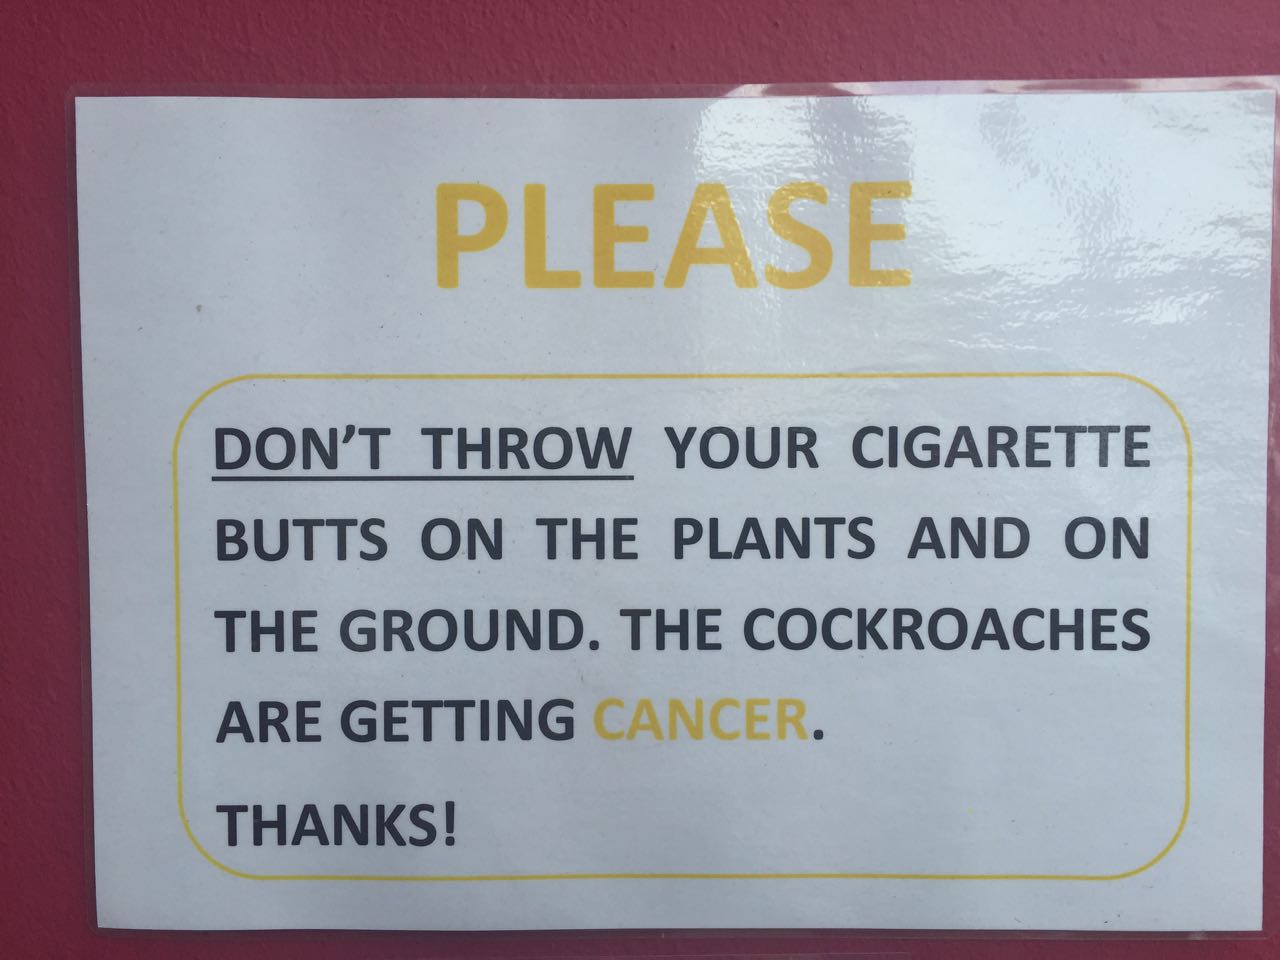 PLEASE
DON'T THROW YOUR CIGARETTE
BUTTS ON THE PLANTS AND ON
THE GROUND. THE COCKROACHES
ARE GETTING CANCER.
THANKS!